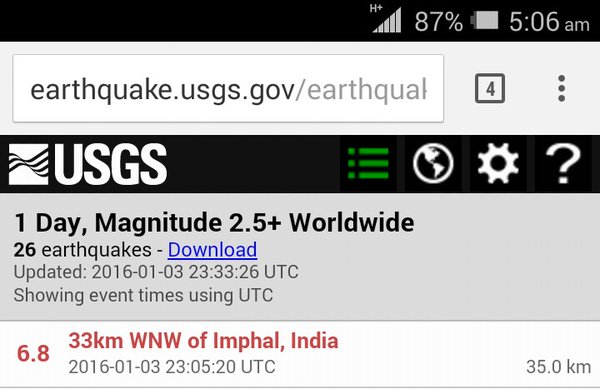 H+ 87% 5:06 am
earthquake.usgs.gov/earthqual 4
USGS ?
1 Day, Magnitude 2.5+ Worldwide
26 earthquakes - Download
Updated: 2016-01-03 23:33:26 UTC
Showing event times using UTC
6.8 33km WNW of Imphal, India
2016-01-03 23:05:20 UTC 35.0 km